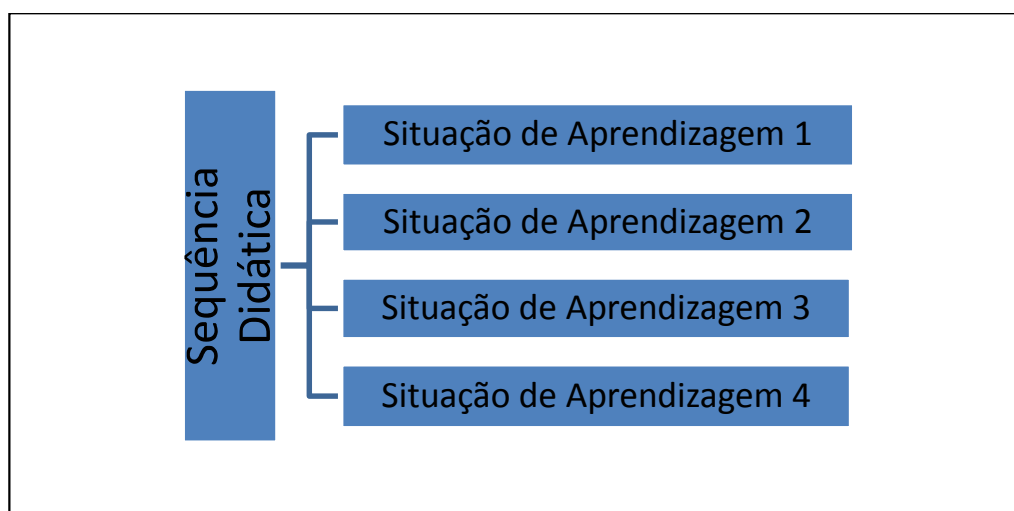 Sequência
Didática
Situação de Aprendizagem 1
Situação de Aprendizagem 2
Situação de Aprendizagem 3
Situação de Aprendizagem 4